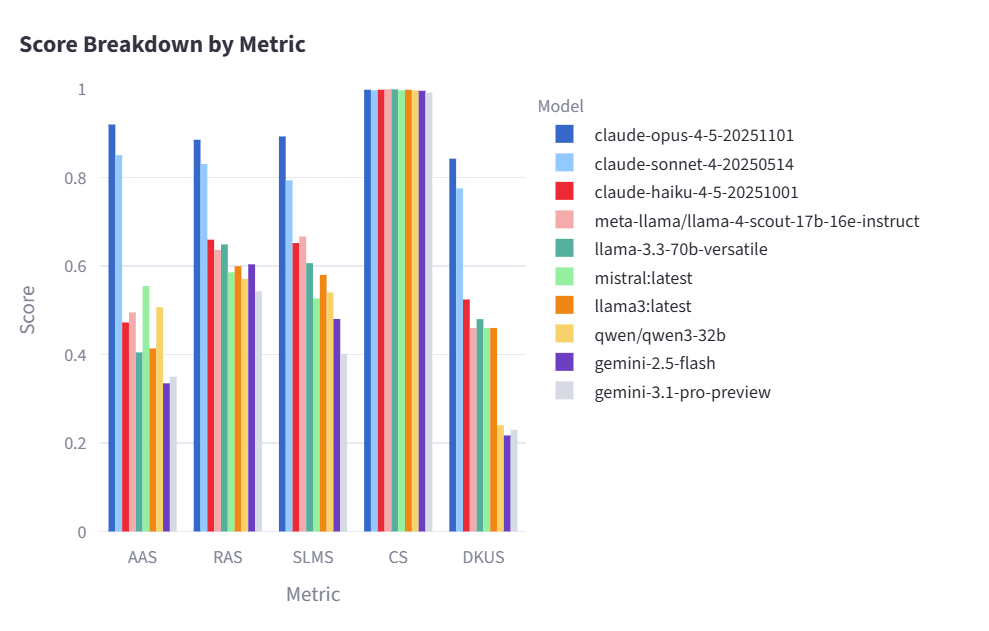 Score Breakdown by Metric
Score
1
0.8
0.6
0.4
0.2
0
AAS RAS SLMS CS DKUS
Metric
Model
claude-opus-4-5-20251101
claude-sonnet-4-20250514
claude-haiku-4-5-20251001
meta-llama/llama-4-scout-17b-16e-instruct
llama-3.3-70b-versatile
mistral:latest
llama3:latest
qwen/qwen3-32b
gemini-2.5-flash
gemini-3.1-pro-preview